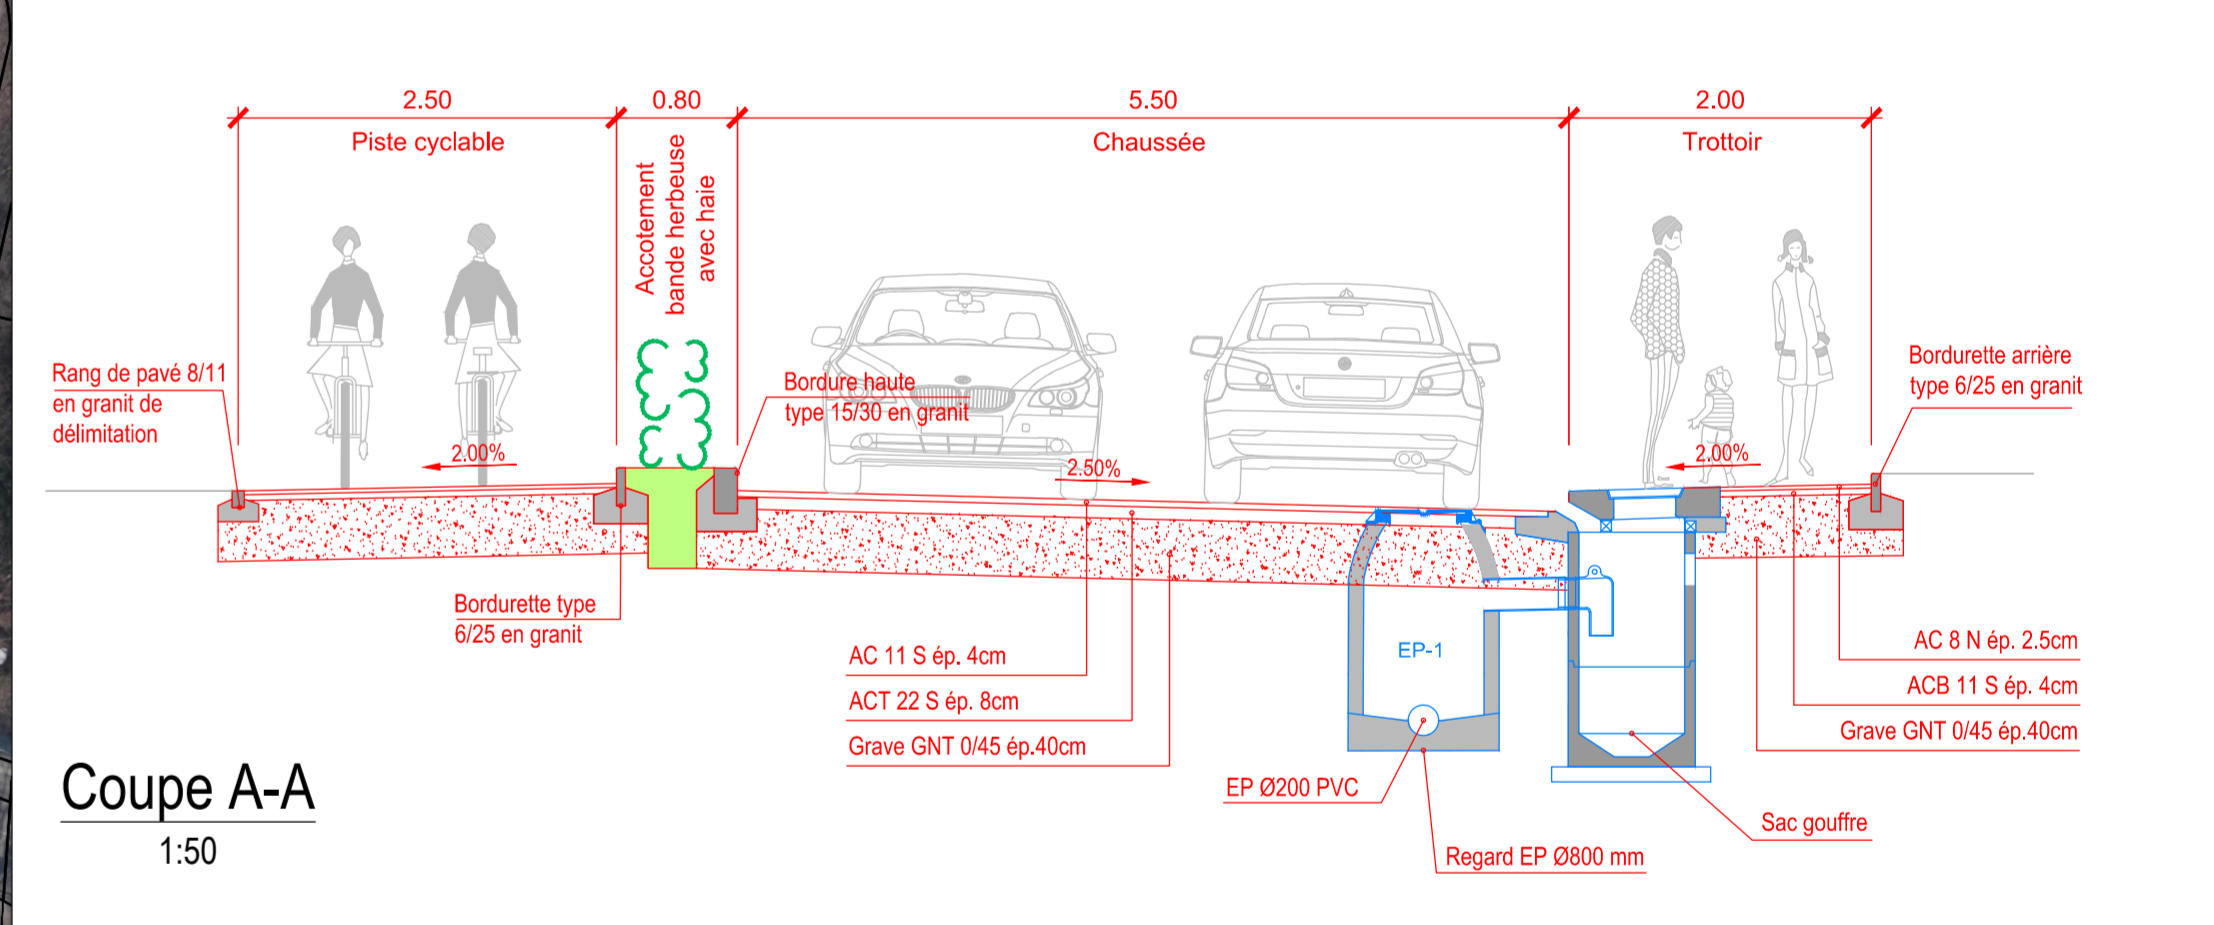 2.50
0.80
5.50
2.00
Piste cyclable
Accotement
bande herbeuse
avec haie
Chaussée
Trottoir
Rang de pavé 8/11
en granit de
délimitation
2.00%
Bordure haute
type 15/30 en granit
2.50%
2.00%
Bordurette arrière
type 6/25 en granit
Bordurette type
6/25 en granit
AC 11 S ép. 4cm
ACT 22 S ép. 8cm
Grave GNT 0/45 ép.40cm
EP-1
EP Ø200 PVC
Regard EP Ø800 mm
AC 8 N ép. 2.5cm
ACB 11 S ép. 4cm
Grave GNT 0/45 ép.40cm
Sac gouffre
Coupe A-A
1:50